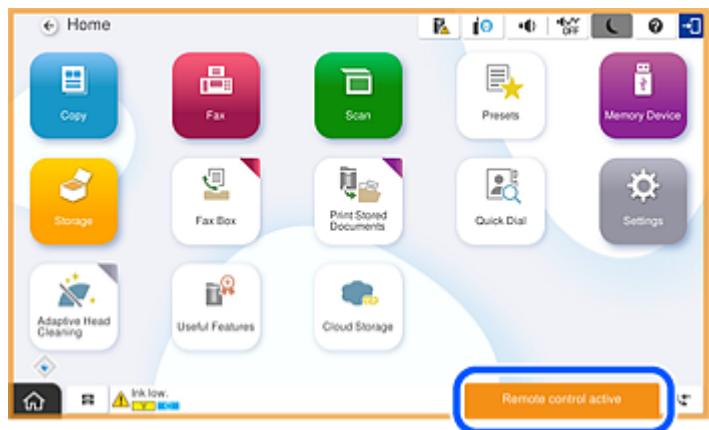 Home
OFF
Copy
Fax
Scan
Presets
Memory Device
Storage
Fax Box
Print Stored
Documents
Quick Dial
Settings
Adaptive Head
Cleaning
Useful Features
Cloud Storage
Ink low.
Remote control active